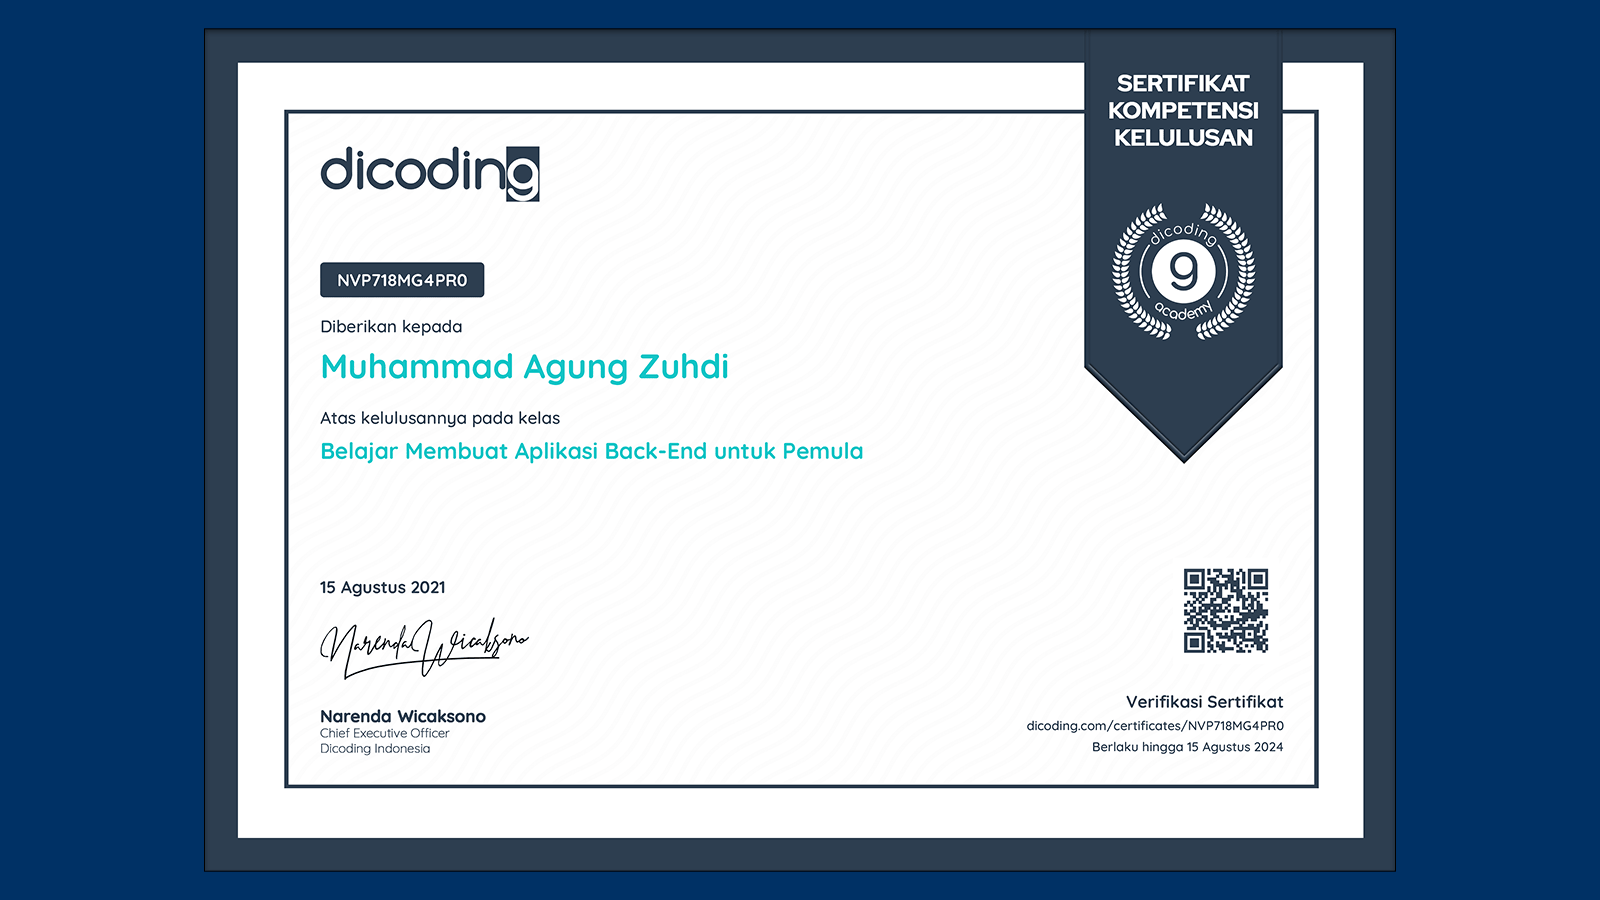 SERTIFIKAT
KOMPETENSI
KELULUSAN
dicoding
dicoding
9
academy
NVP718MG4PR0
Diberikan kepada
Muhammad Agung Zuhdi
Atas kelulusannya pada kelas
Belajar Membuat Aplikasi Back-End untuk Pemula
15 Agustus 2021
Narenda Wicaksono
Narenda Wicaksono
Chief Executive Officer
Dicoding Indonesia
Verifikasi Sertifikat
dicoding.com/certificates/NVP718MG4PR0
Berlaku hingga 15 Agustus 2024